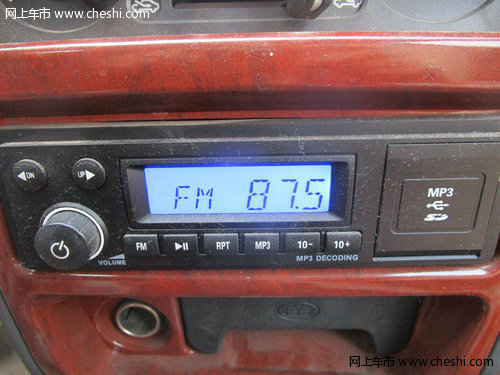 网上车市 www.cheshi.com
ON
UP
FM 87.5
MP3
SD
FM
RPT
MP3
10-
10+
VOLUME
MP3 DECODING
网上车市 www.cheshi.com